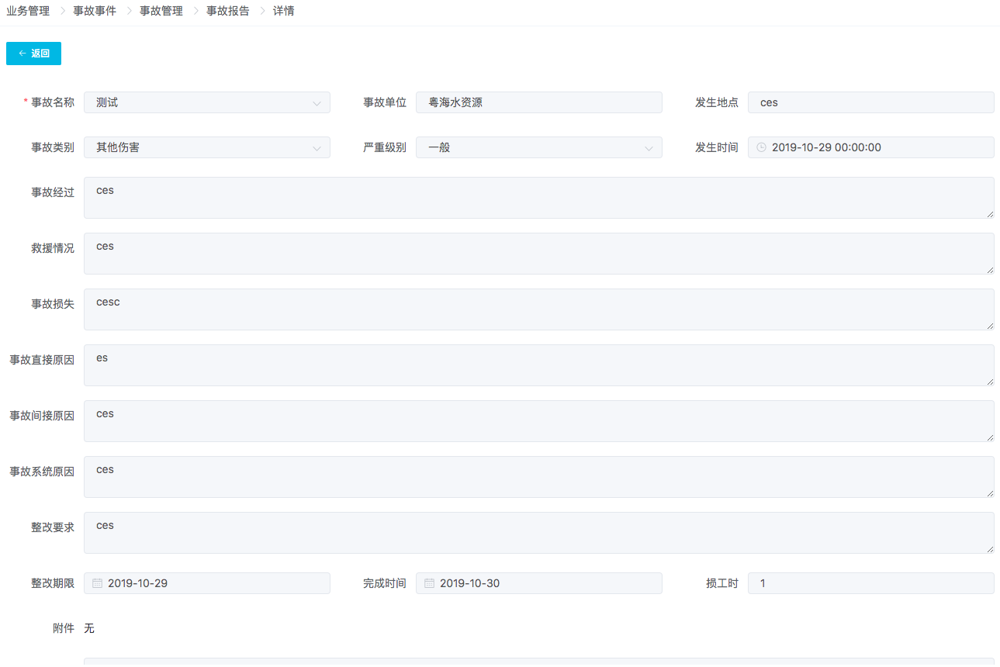 业务管理 > 事故事件 > 事故管理 > 事故报告 > 详情
← 返回
* 事故名称 测试 事故单位 粤海水资源 发生地点 ces
事故类别 其他伤害 严重级别 一般 发生时间 2019-10-29 00:00:00
事故经过 ces
救援情况 ces
事故损失 cesc
事故直接原因 es
事故间接原因 ces
事故系统原因 ces
整改要求 ces
整改期限 2019-10-29 完成时间 2019-10-30 损工时 1
附件 无